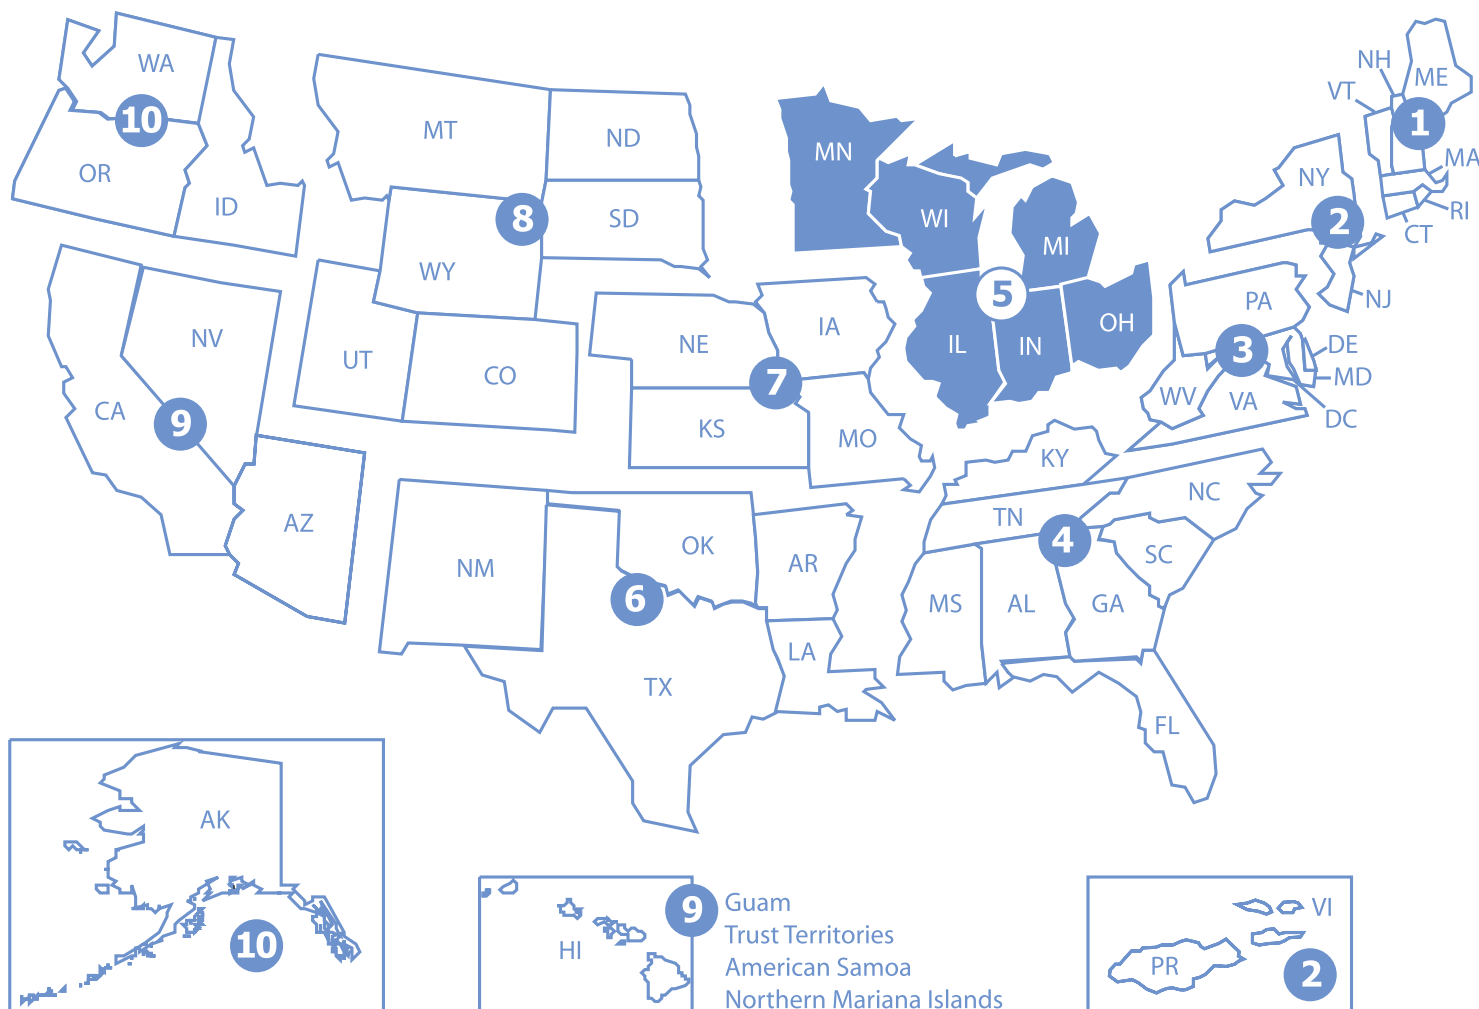 WA
10
OR
ID
MT
ND
8
SD
WY
MN
WI
MI
5
IL
IN
OH
NH
VT
ME
1
MA
NY
2
RI
CT
NJ
PA
3
DE
MD
WV
VA
DC
NV
CA
9
UT
CO
AZ
NE
IA
7
KS
MO
KY
TN
NC
4
SC
MS
AL
GA
FL
NM
OK
AR
6
LA
TX
AK
10
HI
9
Guam
Trust Territories
American Samoa
Northern Mariana Islands
VI
PR
2